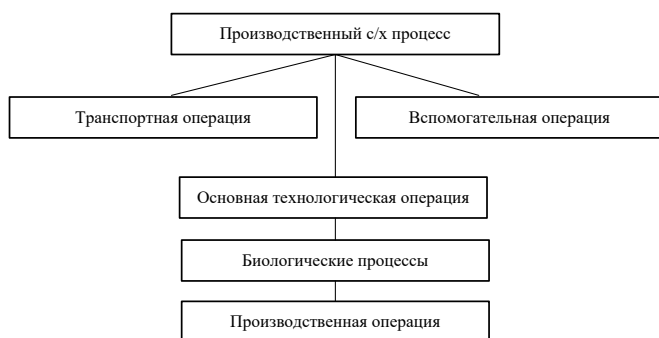 Производственный с/х процесс
Транспортная операция
Вспомогательная операция
Основная технологическая операция
Биологические процессы
Производственная операция